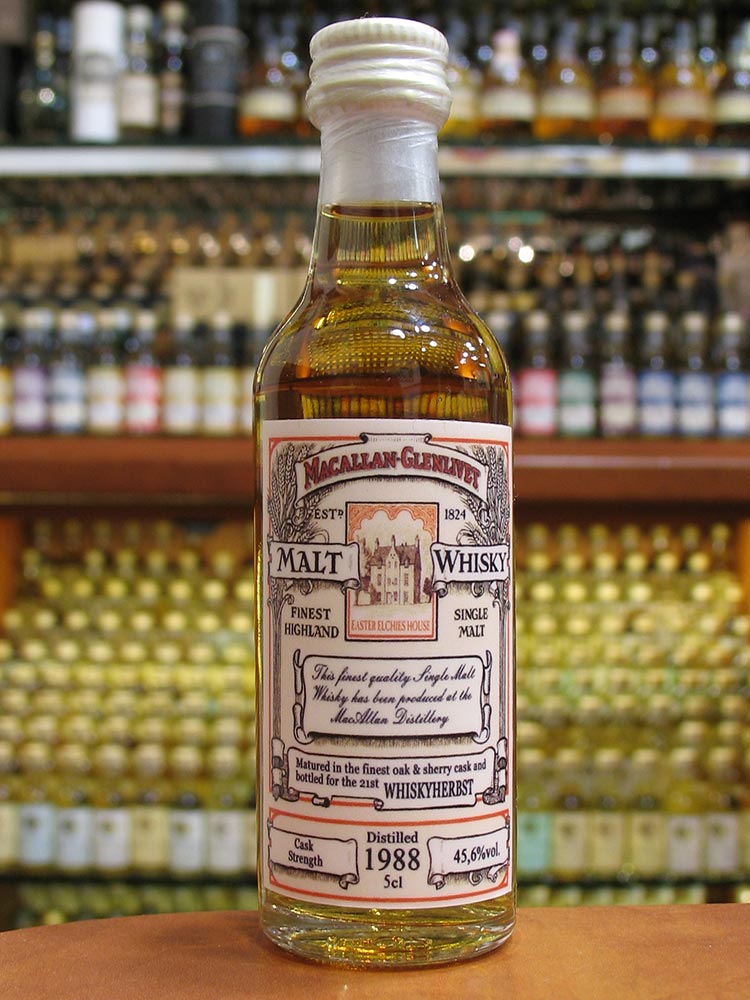 MACALLAN-GLENLIVET
ESTD 1824
MALT WHISKY
FINEST HIGHLAND
SINGLE MALT
EASTER ELCHIES HOUSE
This finest quality Single Malt
Whisky has been produced at the
MacAllan Distillery
Matured in the finest oak & sherry cask and
bottled for the 21st WHISKYHERBST
Cask
Strength
Distilled
1988
5cl
45,6%vol.